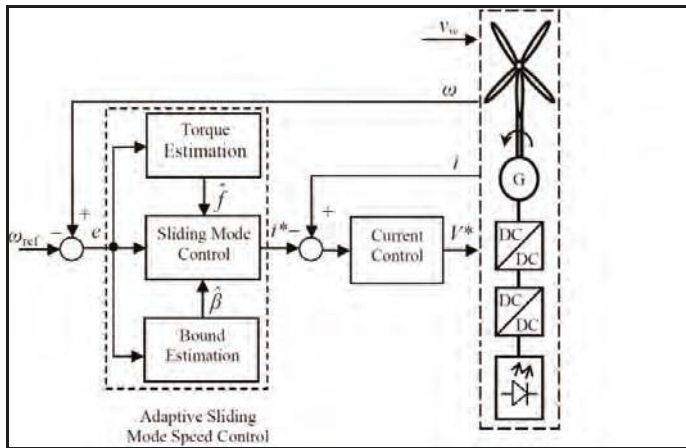 v_w
ω
Torque
Estimation
i
G
f̂
+
−
ω_ref
e
Sliding Mode
Control
i*
−
+
Current
Control
V*
DC
DC
β̂
DC
DC
Bound
Estimation
Adaptive Sliding
Mode Speed Control